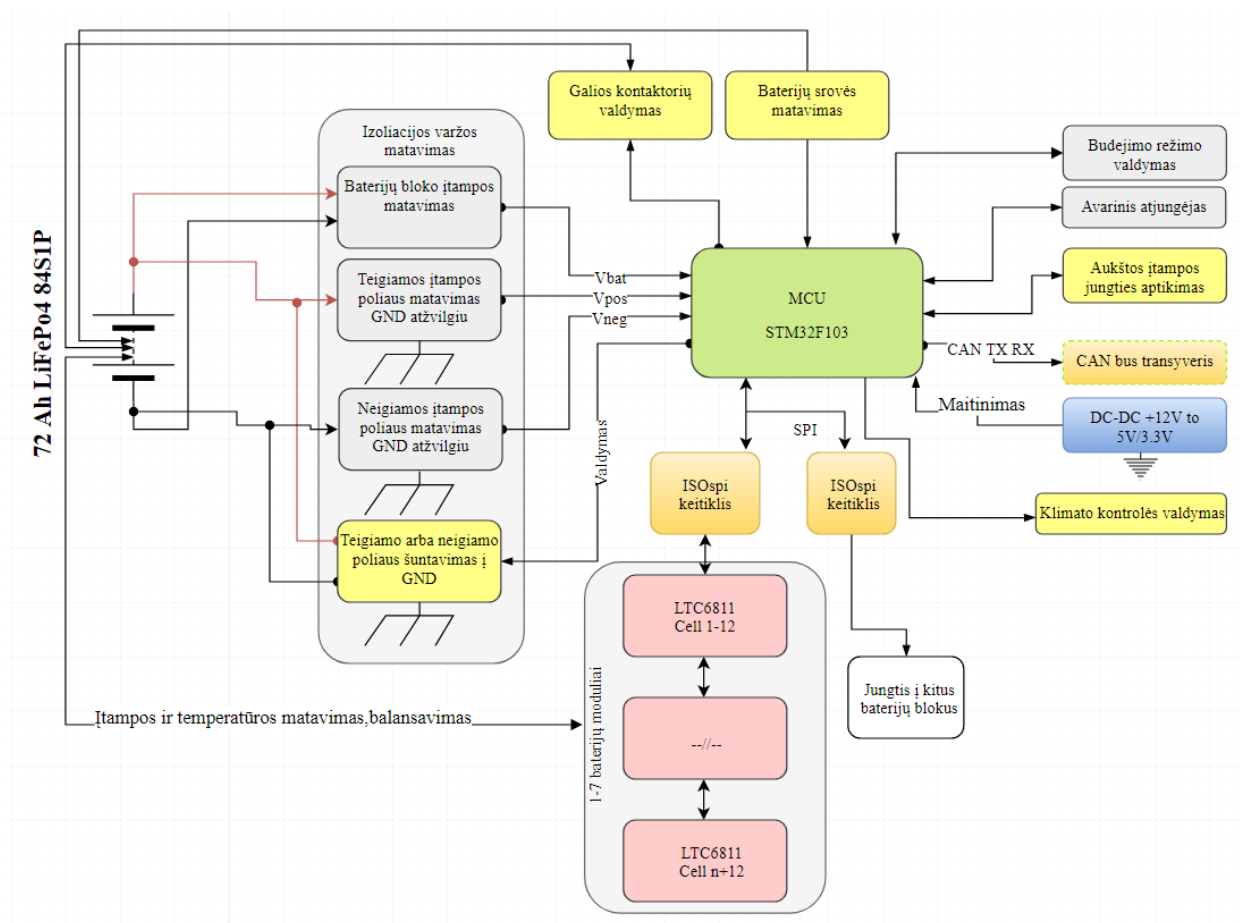 Galios kontaktorių
valdymas
Baterijų srovės
matavimas
Izoliacijos varžos
matavimas
Baterijų bloko įtampos
matavimas
Teigiamos įtampos
poliaus matavimas
GND atžvilgiu
Neigiamos įtampos
poliaus matavimas
GND atžvilgiu
Teigiamo arba neigiamo
poliaus šuntavimas į
GND
72 Ah LiFePo4 84S1P
Vbat
Vpos
Vneg
Valdymas
MCU
STM32F103
Budejimo režimo
valdymas
Avarinis atjungėjas
Aukštos įtampos
jungties aptikimas
CAN TX RX
CAN bus transyveris
Maitinimas
DC-DC +12V to
5V/3.3V
Klimato kontrolės valdymas
SPI
ISOspi
keitiklis
ISOspi
keitiklis
LTC6811
Cell 1-12
--//--
LTC6811
Cell n+12
1-7 baterijų moduliai
Jungtis į kitus
baterijų blokus
Įtampos ir temperatūros matavimas,balansavimas